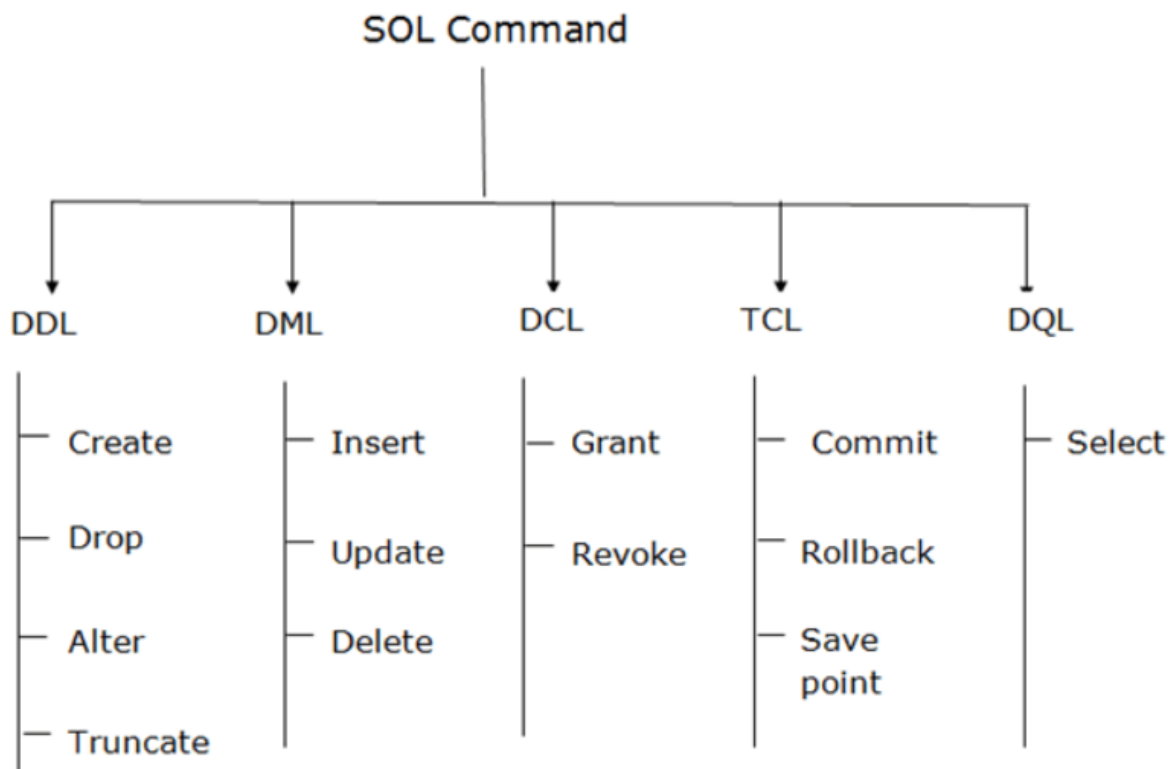 SOL Command
DDL
DML
DCL
TCL
DQL
Create
Drop
Alter
Truncate
Insert
Update
Delete
Grant
Revoke
Commit
Rollback
Save
point
Select